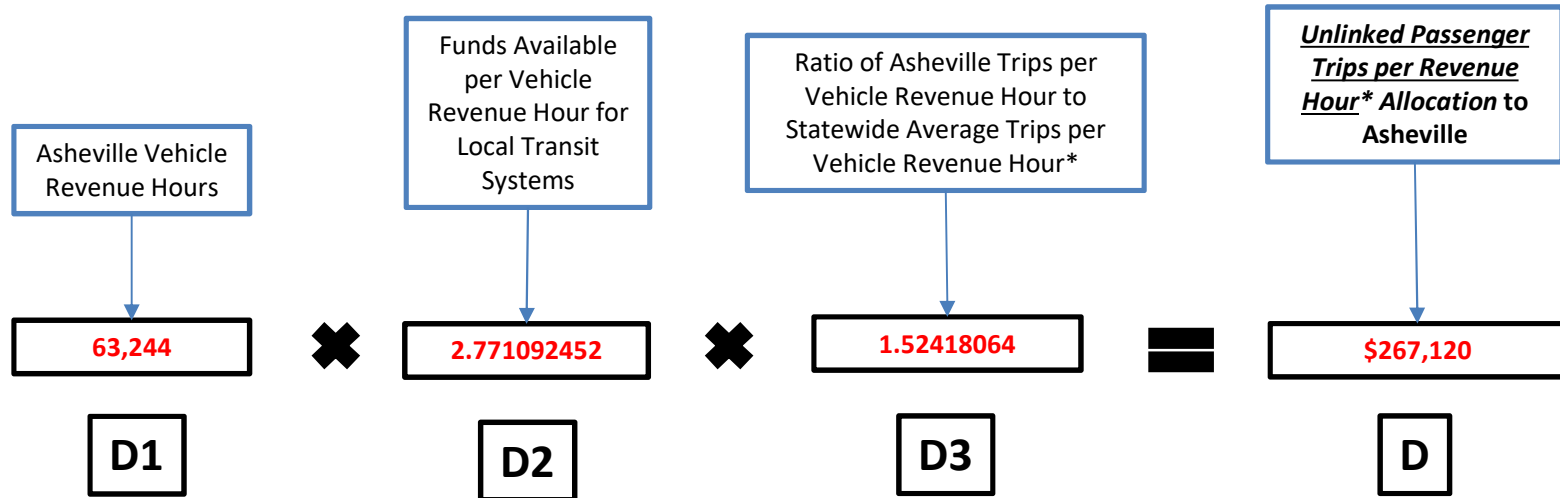 Asheville Vehicle
Revenue Hours
Funds Available
per Vehicle
Revenue Hour for
Local Transit
Systems
Ratio of Asheville Trips per
Vehicle Revenue Hour to
Statewide Average Trips per
Vehicle Revenue Hour*
Unlinked Passenger
Trips per Revenue
Hour* Allocation to
Asheville
63,244
2.771092452
1.52418064
$267,120
D1
D2
D3
D